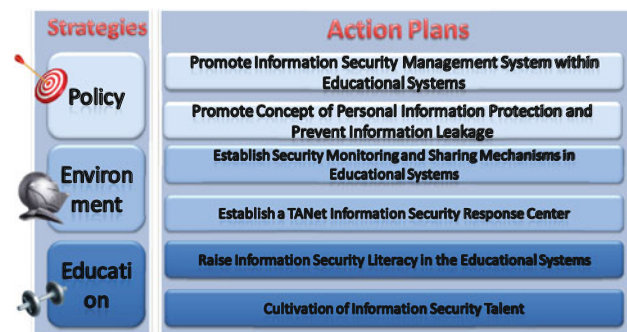 Strategies
Action Plans
Policy
Promote Information Security Management System within
Educational Systems
Promote Concept of Personal Information Protection and
Prevent Information Leakage
Environ
ment
Establish Security Monitoring and Sharing Mechanisms in
Educational Systems
Establish a TANet Information Security Response Center
Educati
on
Raise Information Security Literacy in the Educational Systems
Cultivation of Information Security Talent